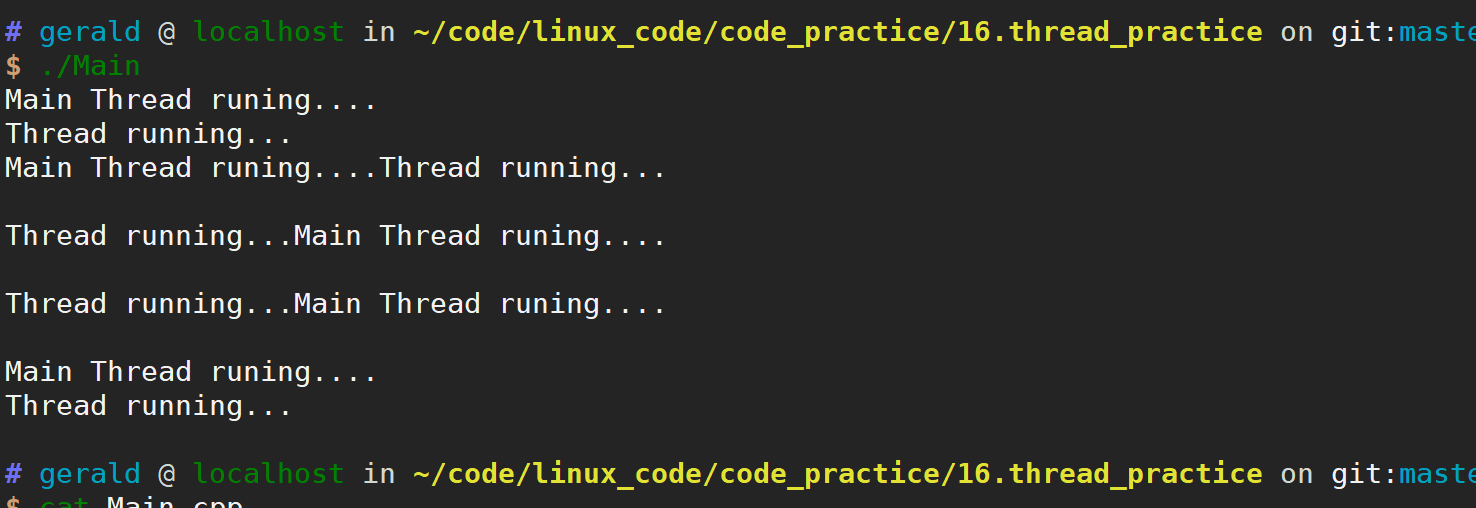 # gerald @ localhost in ~/code/linux_code/code_practice/16.thread_practice on git:maste
$ ./Main
Main Thread runing....
Thread running...
Main Thread runing....Thread running...
Thread running...Main Thread runing....
Thread running...Main Thread runing....
Main Thread runing....
Thread running...
# gerald @ localhost in ~/code/linux_code/code_practice/16.thread_practice on git:maste
$ cat Main.cpp